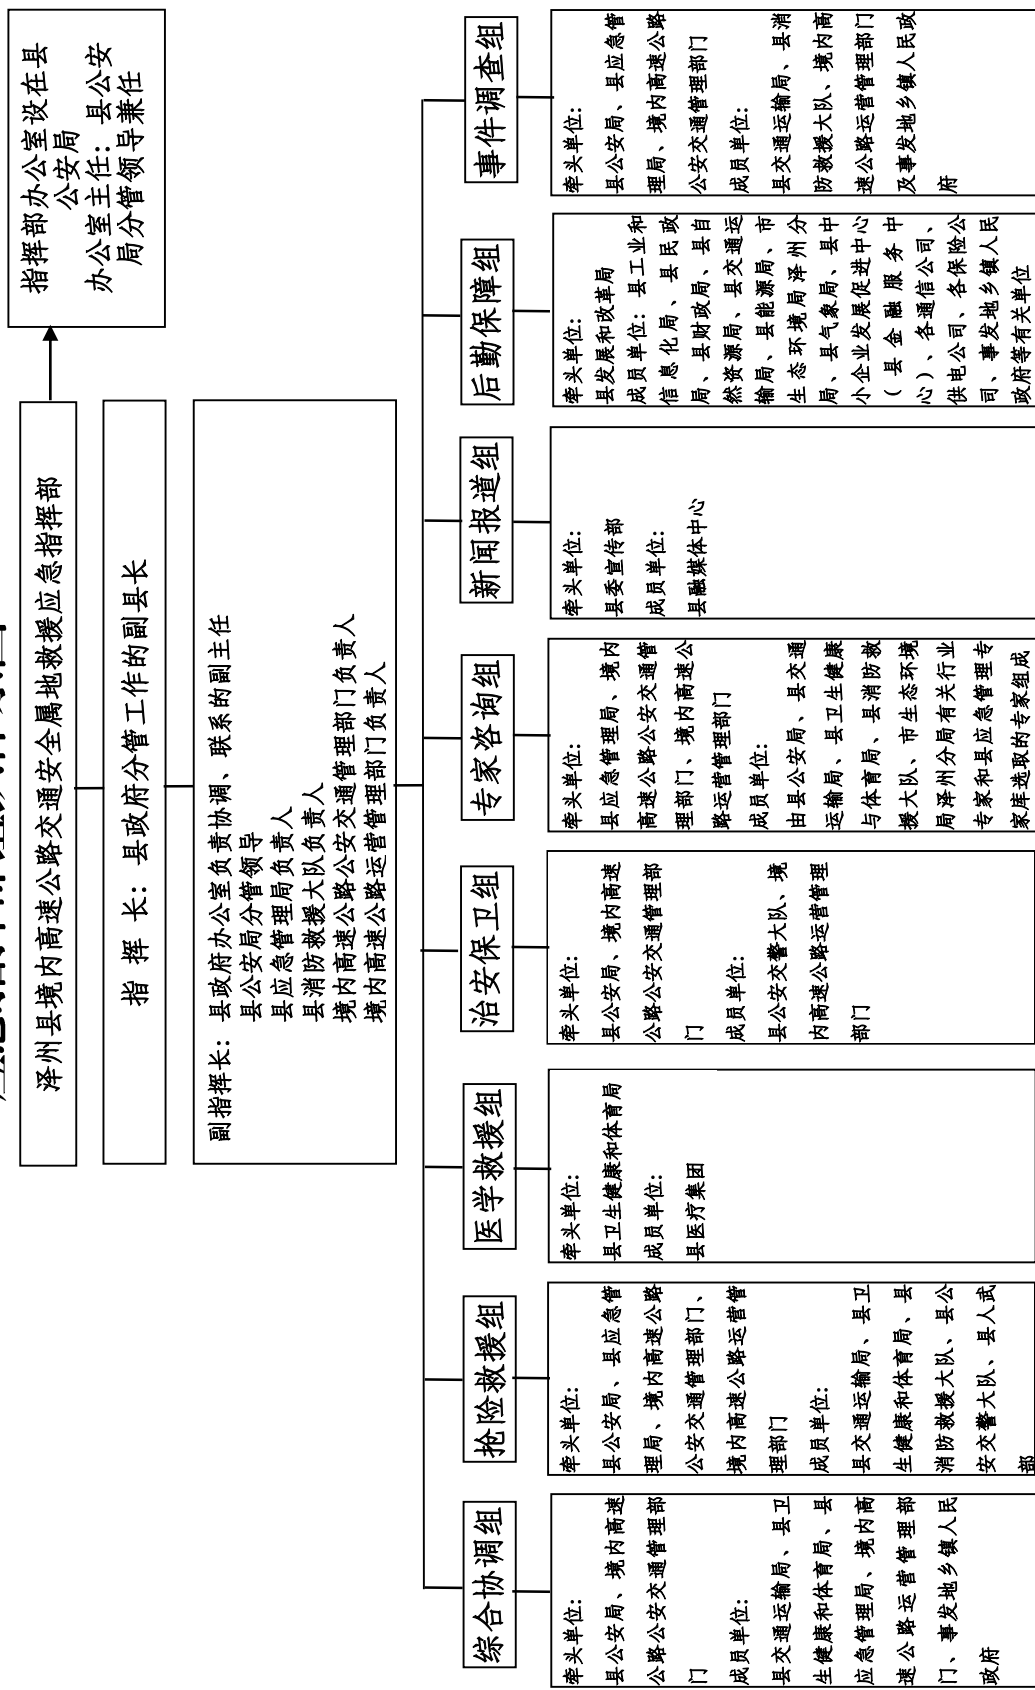 泽州县境内高速公路交通安全属地救援应急指挥部
指挥部办公室设在县
公安局
办公室主任：县公安
局分管领导兼任
指 挥 长：县政府分管工作的副县长
副指挥长：县政府办公室负责协调、联系的副主任
县公安局分管领导
县应急管理局负责人
县消防救援大队负责人
境内高速公路公安交通管理部门负责人
境内高速公路运营管理部门负责人
综合协调组
牵头单位：
县公安局、境内高速
公路公安交通管理部
门
成员单位：
县交通运输局、县卫
生健康和体育局、县
应急管理局、境内高
速公路运营管理部
门、事发地乡镇人民
政府
抢险救援组
牵头单位：
县公安局、县应急管
理局、境内高速公路
公安交通管理部门、
境内高速公路运营管
理部门
成员单位：
县交通运输局、县卫
生健康和体育局、县
消防救援大队、县公
安交警大队、县人武
部
医学救援组
牵头单位：
县卫生健康和体育局
成员单位：
县医疗集团
治安保卫组
牵头单位：
县公安局、境内高速
公路公安交通管理部
门
成员单位：
县公安交警大队、境
内高速公路运营管理
部门
专家咨询组
牵头单位：
县应急管理局、境内
高速公路公安交通管
理部门、境内高速公
路运营管理部门
成员单位：
由县公安局、县交通
运输局、县卫生健康
与体育局、县消防救
援大队、市生态环境
局泽州分局有关行业
专家和县应急管理专
家库选取的专家组成
新闻报道组
牵头单位：
县委宣传部
成员单位：
县融媒体中心
后勤保障组
牵头单位：
县发展和改革局
成员单位：县工业和
信息化局、县民政
局、县财政局、县自
然资源局、县交通运
输局、县能源局、市
生态环境局泽州分
局、县气象局、县中
小企业发展促进中心
（县金融服务中
心）、各通信公司、
供电公司、各保险公
司、事发地乡镇人民
政府等有关单位
事件调查组
牵头单位：
县公安局、县应急管
理局、境内高速公路
公安交通管理部门
成员单位：
县交通运输局、县消
防救援大队、境内高
速公路运营管理部门
及事发地乡镇人民政
府